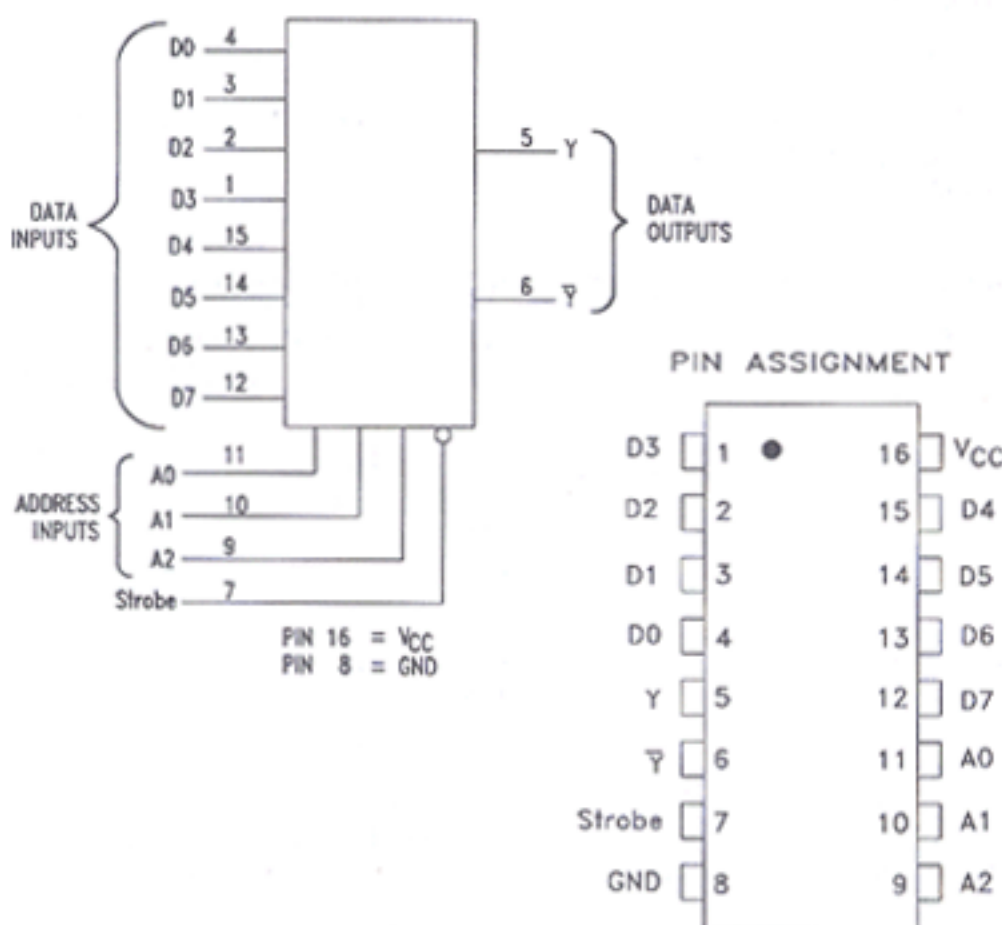 D0 4
D1 3
D2 2
D3 1
D4 15
D5 14
D6 13
D7 12
DATA
INPUTS
5 Y
6 Y̅
DATA
OUTPUTS
A0 11
A1 10
A2 9
ADDRESS
INPUTS
Strobe 7
PIN 16 = VCC
PIN 8 = GND
PIN ASSIGNMENT
D3 1 16 VCC
D2 2 15 D4
D1 3 14 D5
D0 4 13 D6
Y 5 12 D7
Y̅ 6 11 A0
Strobe 7 10 A1
GND 8 9 A2